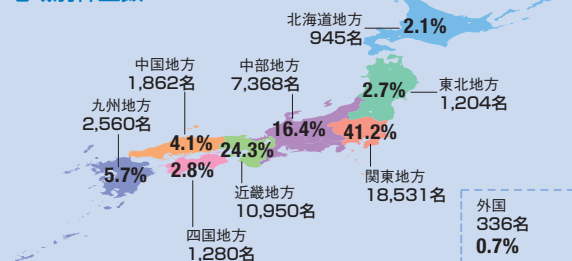 北海道地方
945名
2.1%
中国地方
1,862名
4.1%
中部地方
7,368名
16.4%
東北地方
1,204名
2.7%
九州地方
2,560名
5.7%
24.3%
近畿地方
10,950名
41.2%
関東地方
18,531名
2.8%
四国地方
1,280名
外国
336名
0.7%